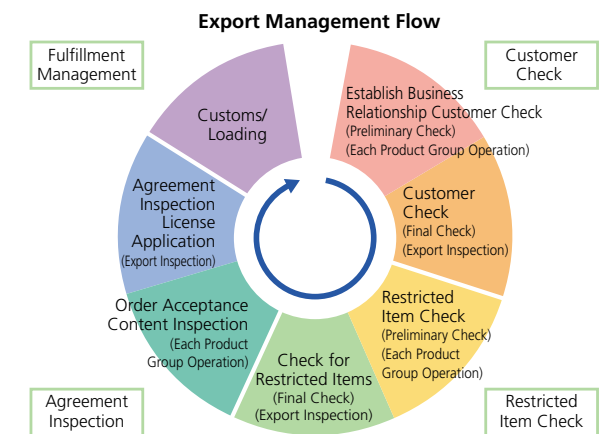 Export Management Flow
Fulfillment
Management
Customer
Check
Establish Business
Relationship Customer Check
(Preliminary Check)
(Each Product Group Operation)
Customer
Check
(Final Check)
(Export Inspection)
Restricted
Item Check
(Preliminary Check)
(Each Product
Group Operation)
Check for
Restricted Items
(Final Check)
(Export Inspection)
Order Acceptance
Content Inspection
(Each Product
Group Operation)
Agreement
Inspection
License
Application
(Export Inspection)
Customs/
Loading
Agreement
Inspection
Restricted
Item Check